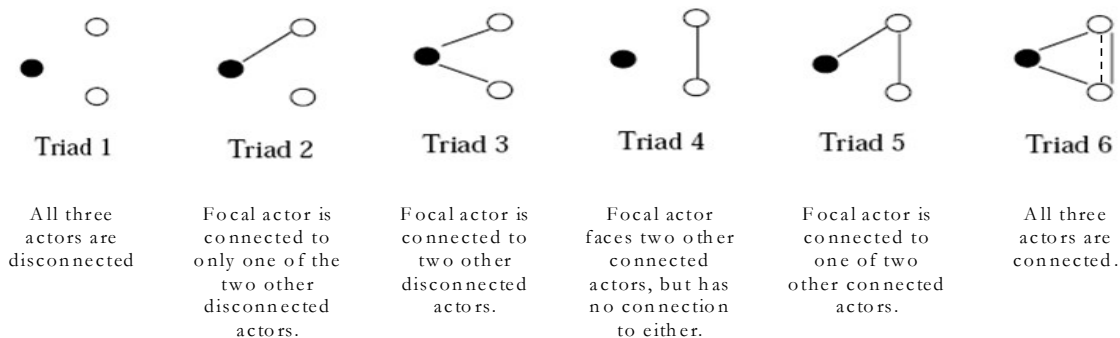 Triad 1
Triad 2
Triad 3
Triad 4
Triad 5
Triad 6
All three
actors are
disconnected
Focal actor is
connected to
only one of the
two other
disconnected
actors.
Focal actor is
connected to
two other
disconnected
actors.
Focal actor
faces two other
connected
actors, but has
no connection
to either.
Focal actor is
connected to
one of two
other connected
actors.
All three
actors are
connected.